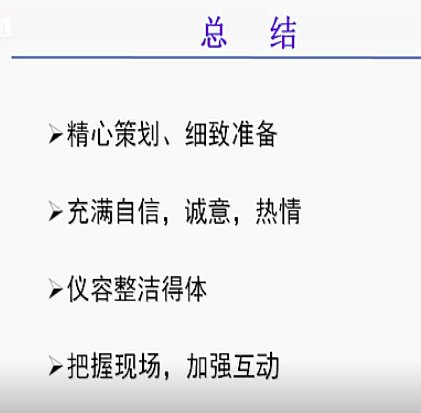 总 结
➢精心策划、细致准备
➢充满自信，诚意，热情
➢仪容整洁得体
➢把握现场，加强互动